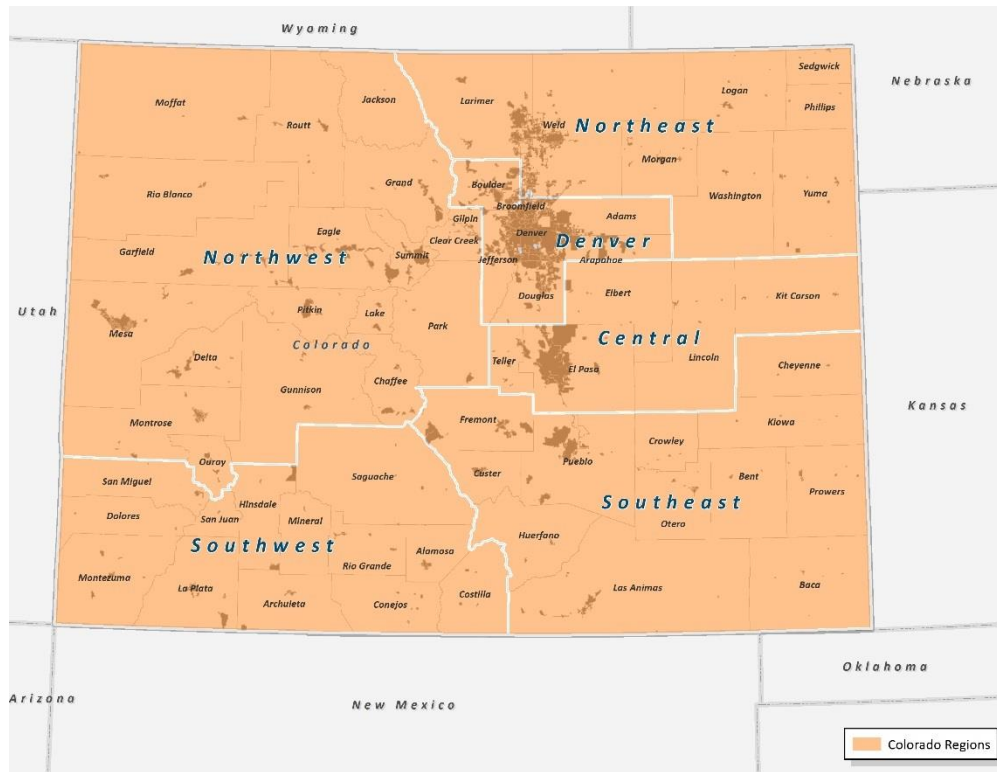 Wyoming
Nebraska
Sedgwick
Logan
Phillips
Moffat
Jackson
Larimer
Routt
Weld
Northeast
Morgan
Grand
Boulder
Rio Blanco
Washington
Yuma
Broomfield
Gilpin
Adams
Eagle
Denver
Denver
Clear Creek
Garfield
Northwest
Summit
Jefferson
Arapahoe
Douglas
Elbert
Kit Carson
Utah
Pitkin
Lake
Mesa
Park
Central
Colorado
Delta
Teller
Lincoln
El Paso
Cheyenne
Chaffee
Gunnison
Kansas
Montrose
Fremont
Kiowa
Crowley
Ouray
Pueblo
San Miguel
Saguache
Custer
Bent
Prowers
Hinsdale
Southeast
Dolores
San Juan
Mineral
Otero
Huerfano
Southwest
Alamosa
Rio Grande
Montezuma
La Plata
Costilla
Las Animas
Baca
Archuleta
Conejos
Oklahoma
Arizona
New Mexico
Colorado Regions